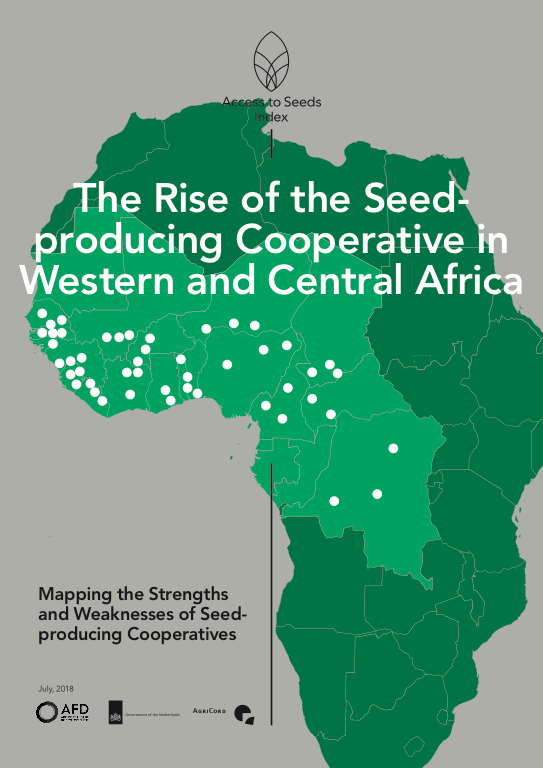 Access to Seeds
Index
The Rise of the Seed-
producing Cooperative in
Western and Central Africa
Mapping the Strengths
and Weaknesses of Seed-
producing Cooperatives
July, 2018
AFD
Government of the Netherlands
AGRICORD